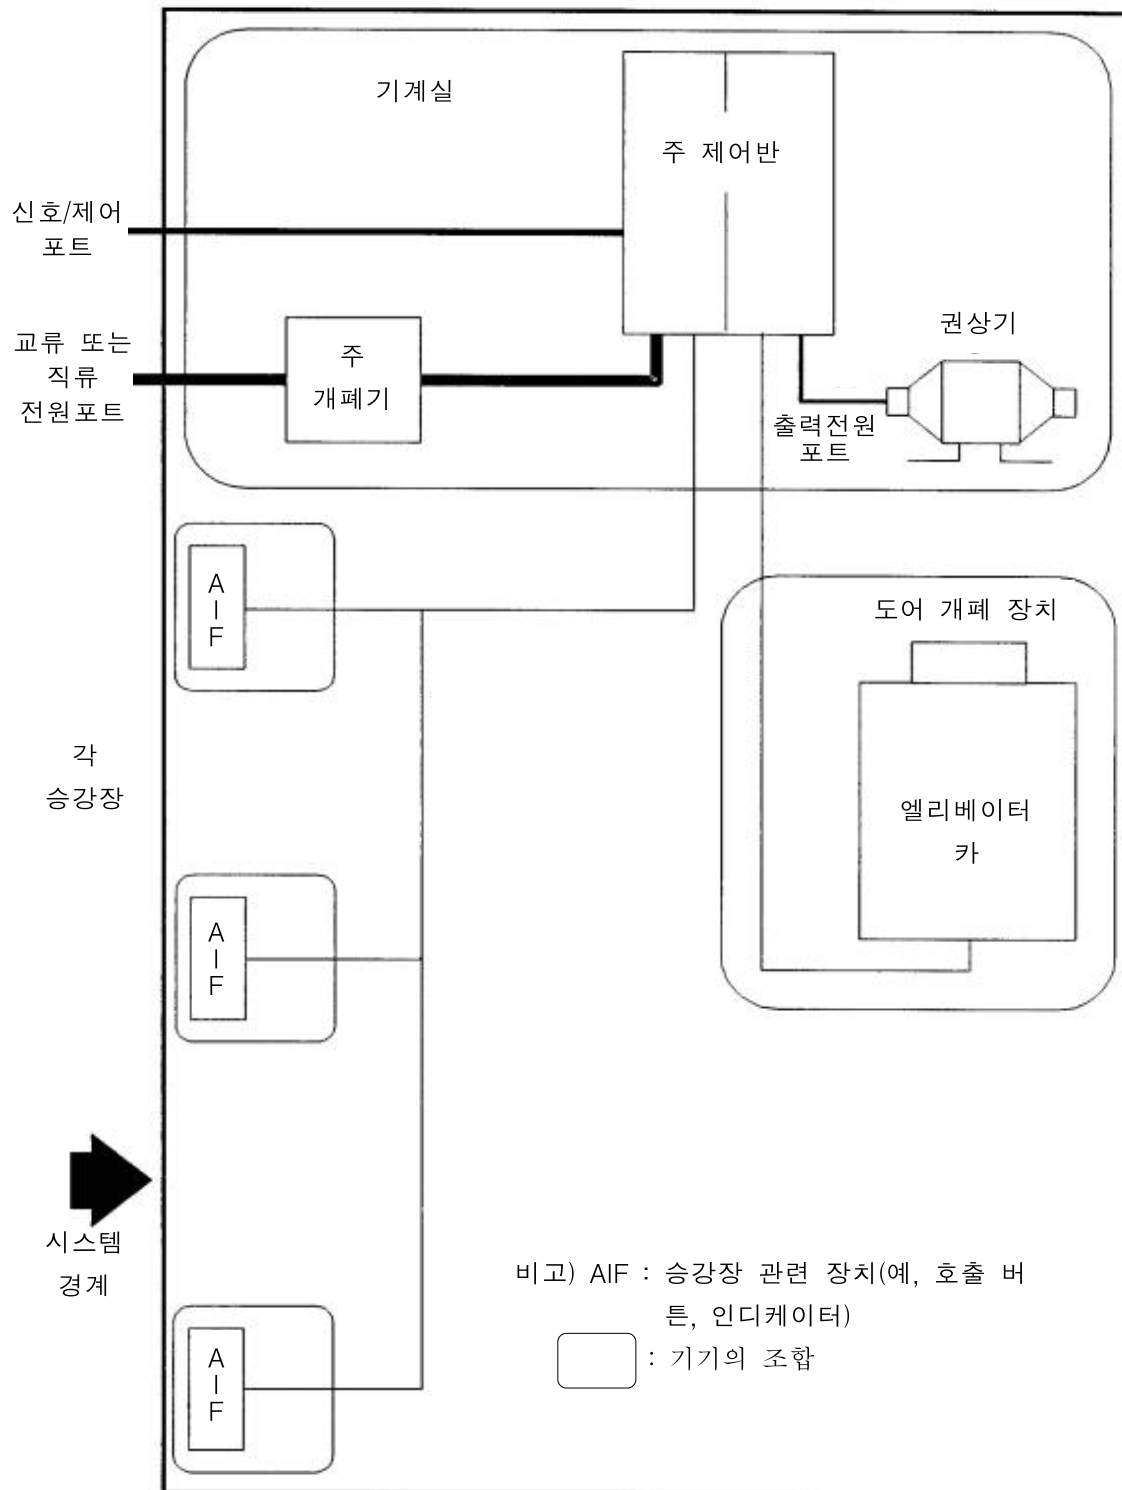 기계실
주 제어반
신호/제어
포트
교류 또는
직류
전원포트
주
개폐기
권상기
출력전원
포트
A
I
F
도어 개폐 장치
엘리베이터
카
각
승강장
A
I
F
시스템
경계
A
I
F
비고) AIF : 승강장 관련 장치(예, 호출 버
튼, 인디케이터)
: 기기의 조합